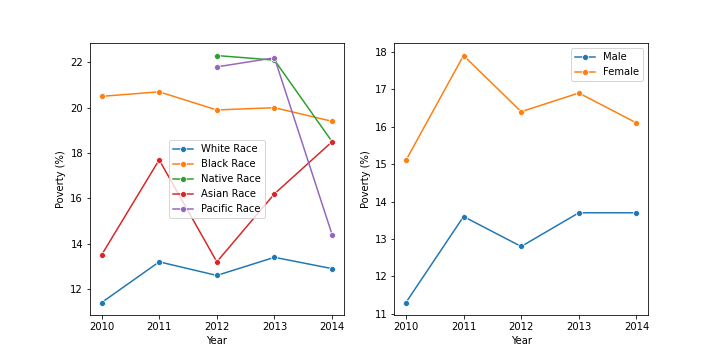 22
20
18
16
14
12
Poverty (%)
White Race
Black Race
Native Race
Asian Race
Pacific Race
2010 2011 2012 2013 2014
Year
18
17
16
15
14
13
12
11
Poverty (%)
Male
Female
2010 2011 2012 2013 2014
Year